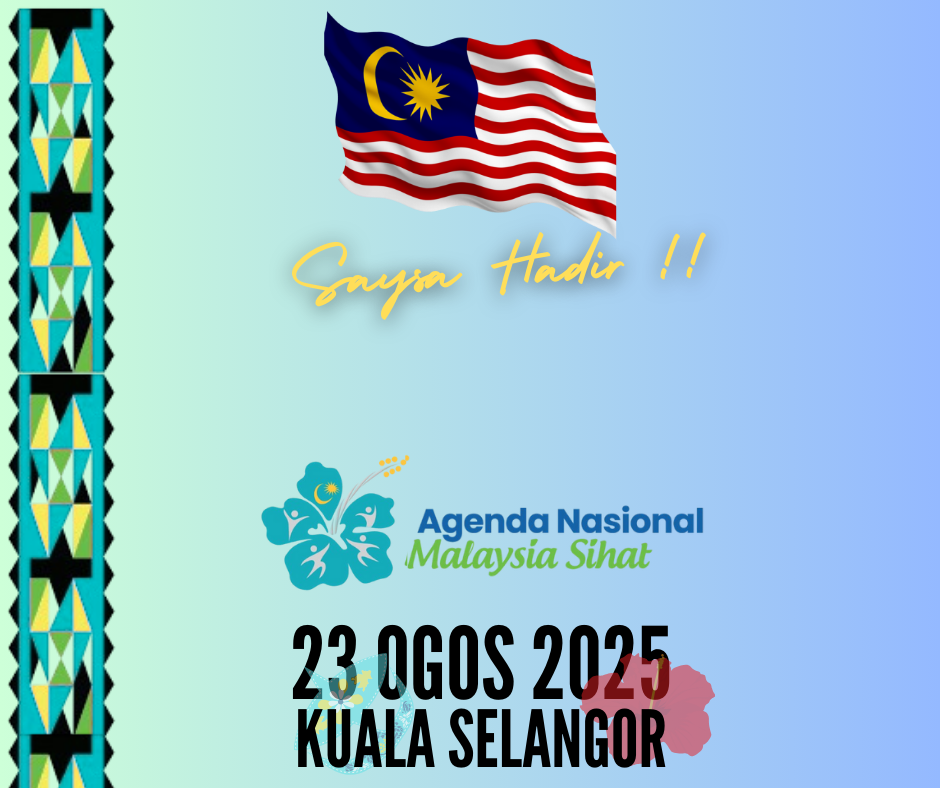 Saysa Hadir !!
Agenda Nasional
Malaysia Sihat
23 OGOS 2025
KUALA SELANGOR